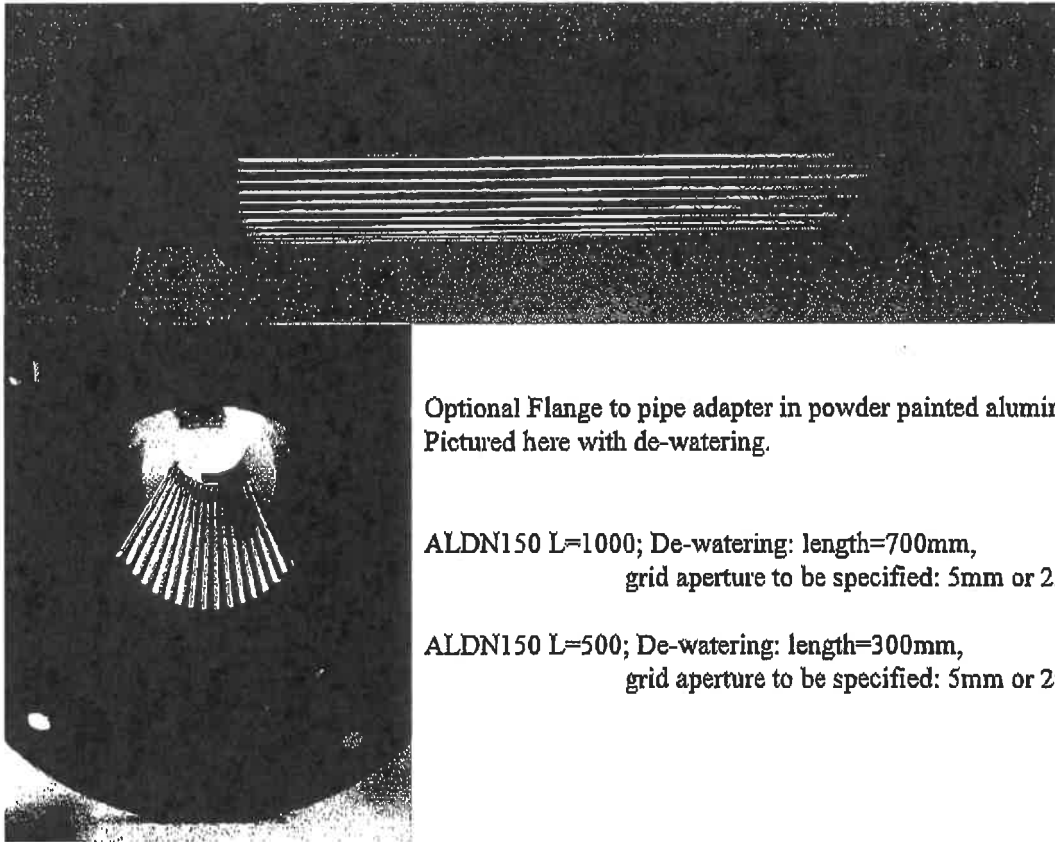 Optional Flange to pipe adapter in powder painted
Pictured here with de-watering.
ALDN150 L=1000; De-watering: length=700mm,
grid aperture to be specified: 5mm or 2
ALDN150 L=500; De-watering: length=300mm,
grid aperture to be specified: 5mm or 2